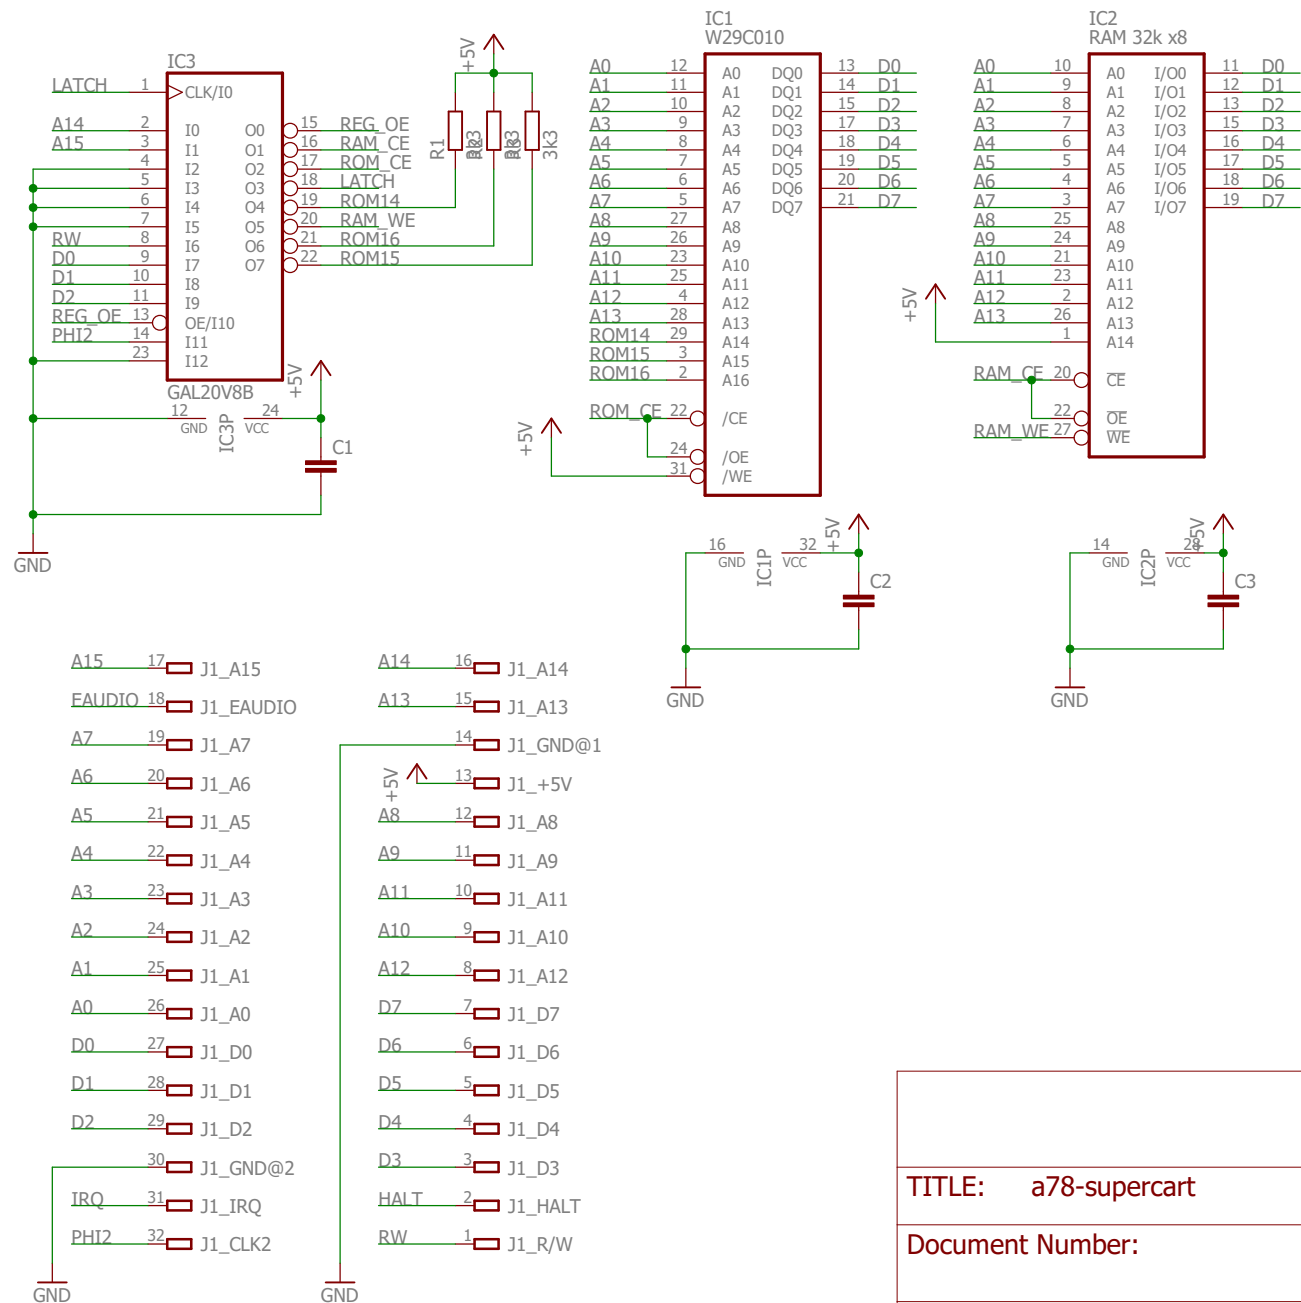 IC3
LATCH 1 CLK/I0
A14 2 I0 O0 15 REG_OE
A15 3 I1 O1 16 RAM_CE
4 I2 O2 17 ROM_CE
5 I3 O3 18 LATCH
6 I4 O4 19 ROM14
7 I5 O5 20 RAM_WE
RW 8 I6 O6 21 ROM16
D0 9 I7 O7 22 ROM15
D1 10 I8
D2 11 I9
REG_OE 13 OE/I10
PHI2 14 I11
23 I12
GAL20V8B
12 GND IC3P 24 VCC
+5V
C1
GND
+5V
R1
3k3
IC1
W29C010
A0 12 A0 DQ0 13 D0
A1 11 A1 DQ1 14 D1
A2 10 A2 DQ2 15 D2
A3 9 A3 DQ3 17 D3
A4 8 A4 DQ4 18 D4
A5 7 A5 DQ5 19 D5
A6 6 A6 DQ6 20 D6
A7 5 A7 DQ7 21 D7
A8 27 A8
A9 26 A9
A10 23 A10
A11 25 A11
A12 4 A12
A13 28 A13
ROM14 29 A14
ROM15 3 A15
ROM16 2 A16
ROM_CE 22 /CE
24 /OE
+5V 31 /WE
16 GND IC1P 32 VCC
+5V
C2
GND
IC2
RAM 32k x8
A0 10 A0 I/O0 11 D0
A1 9 A1 I/O1 12 D1
A2 8 A2 I/O2 13 D2
A3 7 A3 I/O3 15 D3
A4 6 A4 I/O4 16 D4
A5 5 A5 I/O5 17 D5
A6 4 A6 I/O6 18 D6
A7 3 A7 I/O7 19 D7
A8 25 A8
A9 24 A9
A10 21 A10
A11 23 A11
A12 2 A12
A13 26 A13
+5V 1 A14
RAM_CE 20 CE
22 OE
RAM_WE 27 WE
14 GND IC2P 28 VCC
+5V
C3
GND
A15 17 J1_A15
EAUDIO 18 J1_EAUDIO
A7 19 J1_A7
A6 20 J1_A6
A5 21 J1_A5
A4 22 J1_A4
A3 23 J1_A3
A2 24 J1_A2
A1 25 J1_A1
A0 26 J1_A0
D0 27 J1_D0
D1 28 J1_D1
D2 29 J1_D2
30 J1_GND@2
IRQ 31 J1_IRQ
PHI2 32 J1_CLK2
GND
A14 16 J1_A14
A13 15 J1_A13
14 J1_GND@1
+5V 13 J1_+5V
A8 12 J1_A8
A9 11 J1_A9
A11 10 J1_A11
A10 9 J1_A10
A12 8 J1_A12
D7 7 J1_D7
D6 6 J1_D6
D5 5 J1_D5
D4 4 J1_D4
D3 3 J1_D3
HALT 2 J1_HALT
RW 1 J1_R/W
GND
TITLE: a78-supercart
Document Number: